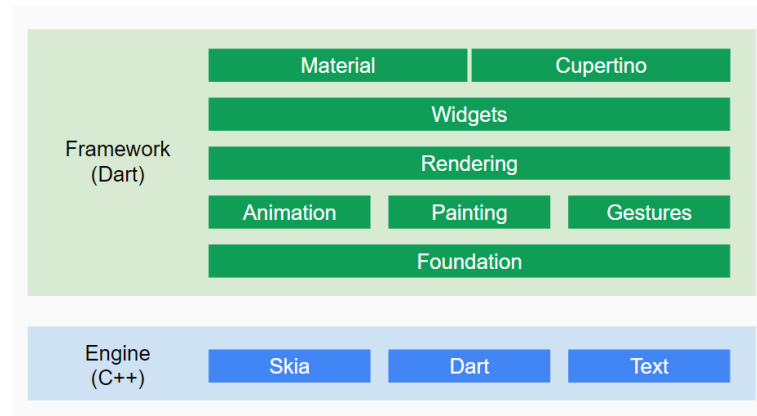 Material
Cupertino
Widgets
Framework
(Dart)
Rendering
Animation
Painting
Gestures
Foundation
Engine
(C++)
Skia
Dart
Text